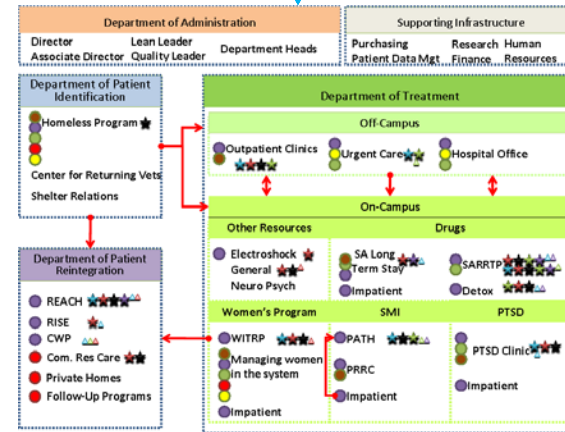 Department of Administration
Director
Associate Director
Lean Leader
Quality Leader
Department Heads
Supporting Infrastructure
Purchasing
Patient Data Mgt
Research
Finance
Human
Resources
Department of Patient
Identification
Homeless Program
Center for Returning Vets
Shelter Relations
Department of Treatment
Off-Campus
Outpatient Clinics
Urgent Care
Hospital Office
On-Campus
Other Resources
Drugs
Electroshock
General
Neuro Psych
SA Long
Term Stay
Impatient
SARRTP
Detox
Women's Program
SMI
PTSD
WITRP
Managing women
in the system
Impatient
PATH
PRRC
Impatient
PTSD Clinic
Impatient
Department of Patient
Reintegration
REACH
RISE
CWP
Com. Res Care
Private Homes
Follow-Up Programs